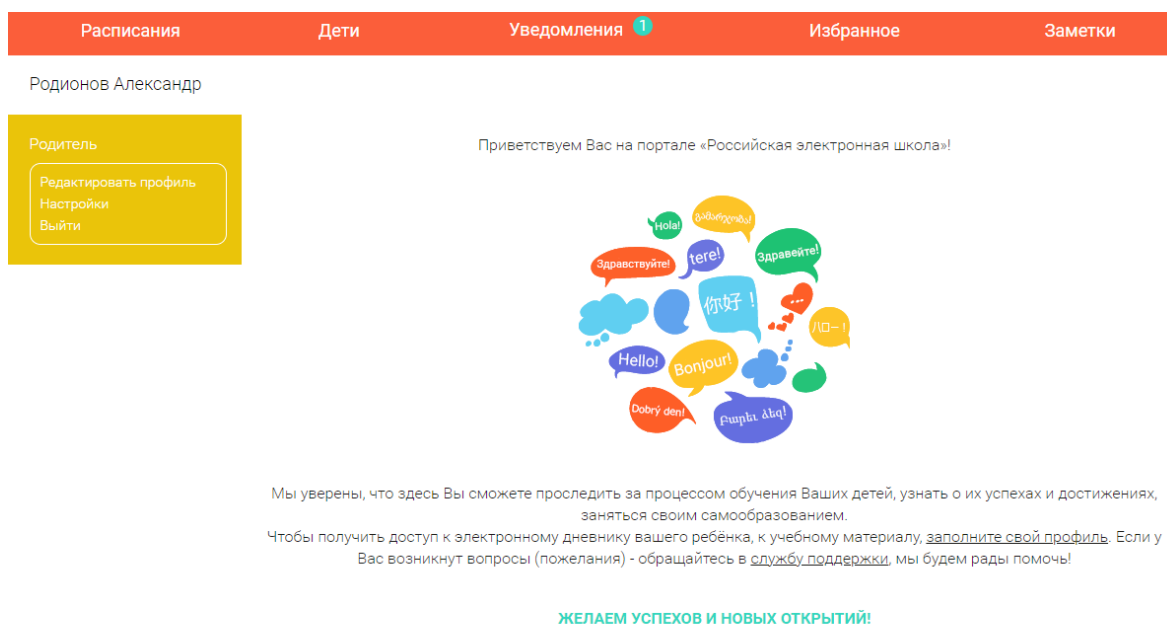 Расписания Дети Уведомления 1 Избранное Заметки
Родионов Александр
Родитель
Редактировать профиль
Настройки
Выйти
Приветствуем Вас на портале «Российская электронная школа»!
Hola!
გამარჯობა!
Здравствуйте!
tere!
Здравейте!
你好！
ハロー！
Hello!
Bonjour!
Dobrý den!
Բարեւ ձեզ!
Мы уверены, что здесь Вы сможете проследить за процессом обучения Ваших детей, узнать о их успехах и достижениях,
заняться своим самообразованием.
Чтобы получить доступ к электронному дневнику вашего ребёнка, к учебному материалу, заполните свой профиль. Если у
Вас возникнут вопросы (пожелания) - обращайтесь в службу поддержки, мы будем рады помочь!
ЖЕЛАЕМ УСПЕХОВ И НОВЫХ ОТКРЫТИЙ!